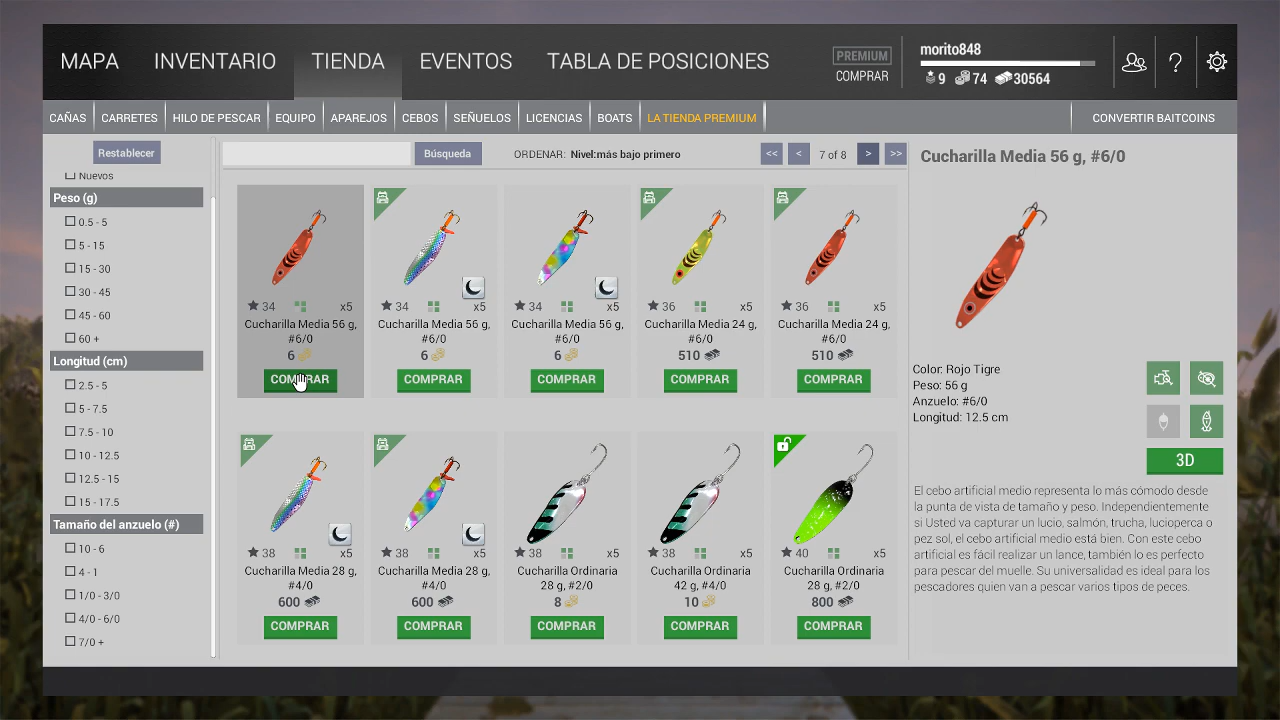 MAPA INVENTARIO TIENDA EVENTOS TABLA DE POSICIONES
PREMIUM
COMPRAR
morito848
9 74 30564
CAÑAS CARRETES HILO DE PESCAR EQUIPO APAREJOS CEBOS SEÑUELOS LICENCIAS BOATS LA TIENDA PREMIUM CONVERTIR BAITCOINS
Restablecer
Búsqueda
ORDENAR: Nivel:más bajo primero
<< < 7 of 8 > >>
Nuevos
Peso (g)
0.5 - 5
5 - 15
15 - 30
30 - 45
45 - 60
60 +
Longitud (cm)
2.5 - 5
5 - 7.5
7.5 - 10
10 - 12.5
12.5 - 15
15 - 17.5
Tamaño del anzuelo (#)
10 - 6
4 - 1
1/0 - 3/0
4/0 - 6/0
7/0 +
34 x5
Cucharilla Media 56 g,
#6/0
6
COMPRAR
34 x5
Cucharilla Media 56 g,
#6/0
6
COMPRAR
34 x5
Cucharilla Media 56 g,
#6/0
6
COMPRAR
36 x5
Cucharilla Media 24 g,
#6/0
510
COMPRAR
36 x5
Cucharilla Media 24 g,
#6/0
510
COMPRAR
38 x5
Cucharilla Media 28 g,
#4/0
600
COMPRAR
38 x5
Cucharilla Media 28 g,
#4/0
600
COMPRAR
38 x5
Cucharilla Ordinaria
28 g, #2/0
8
COMPRAR
38 x5
Cucharilla Ordinaria
42 g, #4/0
10
COMPRAR
40 x5
Cucharilla Ordinaria
28 g, #2/0
800
COMPRAR
Cucharilla Media 56 g, #6/0
Color: Rojo Tigre
Peso: 56 g
Anzuelo: #6/0
Longitud: 12.5 cm
3D
El cebo artificial medio representa lo más cómodo desde
la punta de vista de tamaño y peso. Independientemente
si Usted va capturar un lucio, salmón, trucha, lucioperca o
pez sol, el cebo artificial medio está bien. Con este cebo
artificial es fácil realizar un lance, también lo es perfecto
para pescar del muelle. Su universalidad es ideal para los
pescadores quien van a pescar varios tipos de peces.